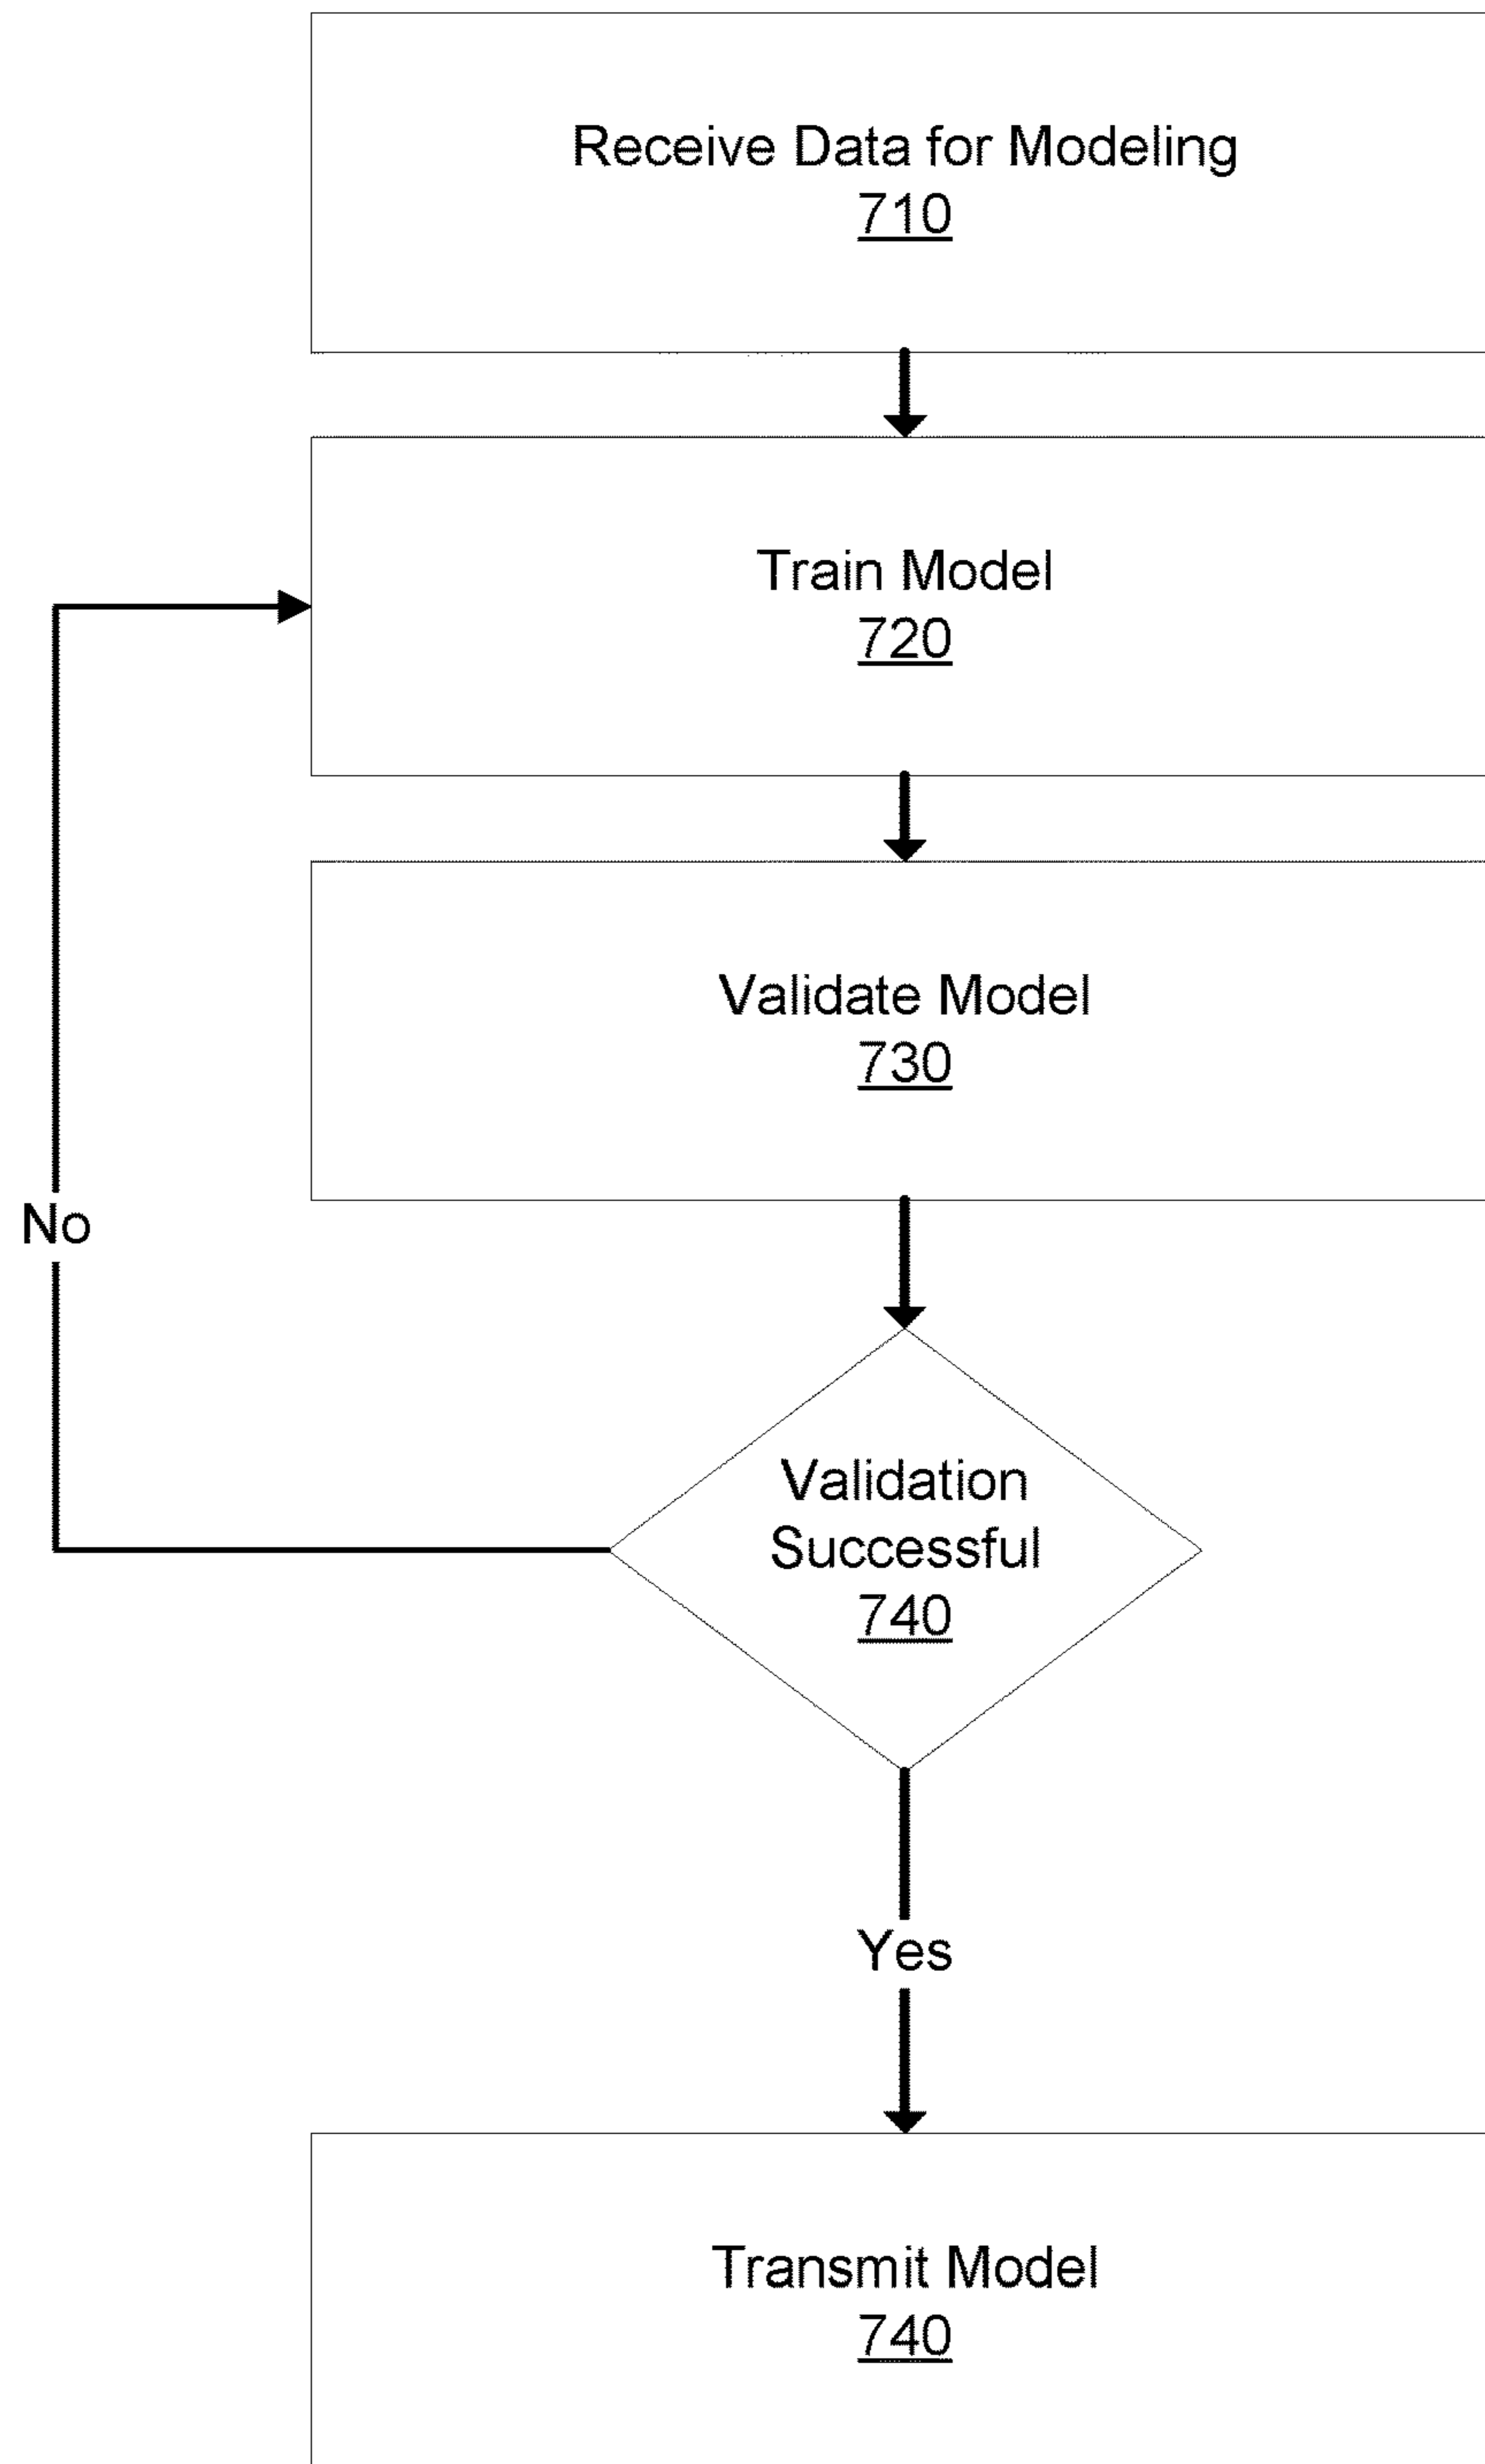 Receive Data for Modeling
710
Train Model
720
Validate Model
730
No
Validation
Successful
740
Yes
Transmit Model
740